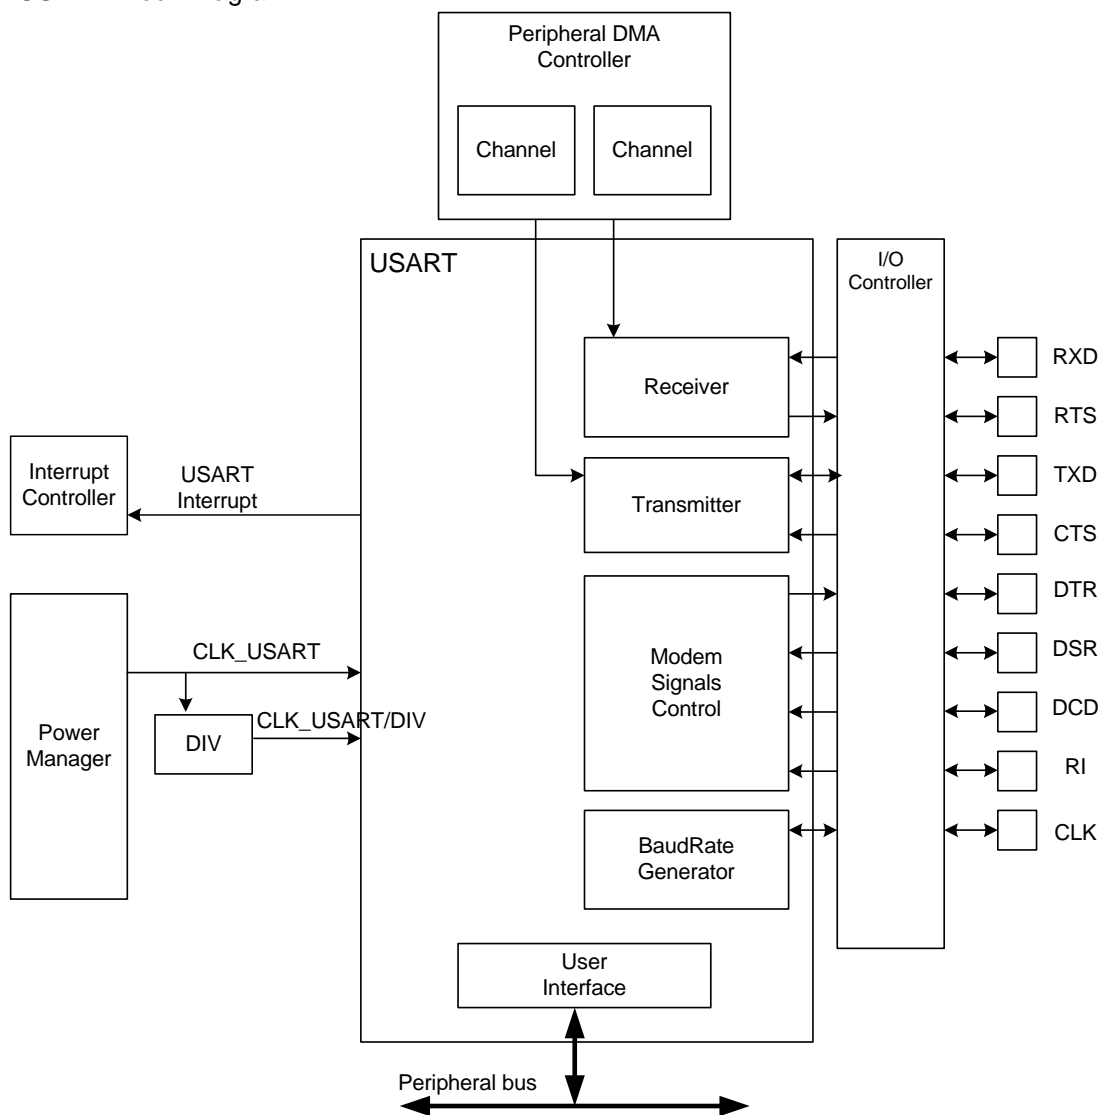 Peripheral DMA
Controller
Channel
Channel
USART
I/O
Controller
Receiver
RXD
RTS
Interrupt
Controller
USART
Interrupt
Transmitter
TXD
CTS
Power
Manager
CLK_USART
DIV
CLK_USART/DIV
Modem
Signals
Control
DTR
DSR
DCD
RI
BaudRate
Generator
CLK
User
Interface
Peripheral bus